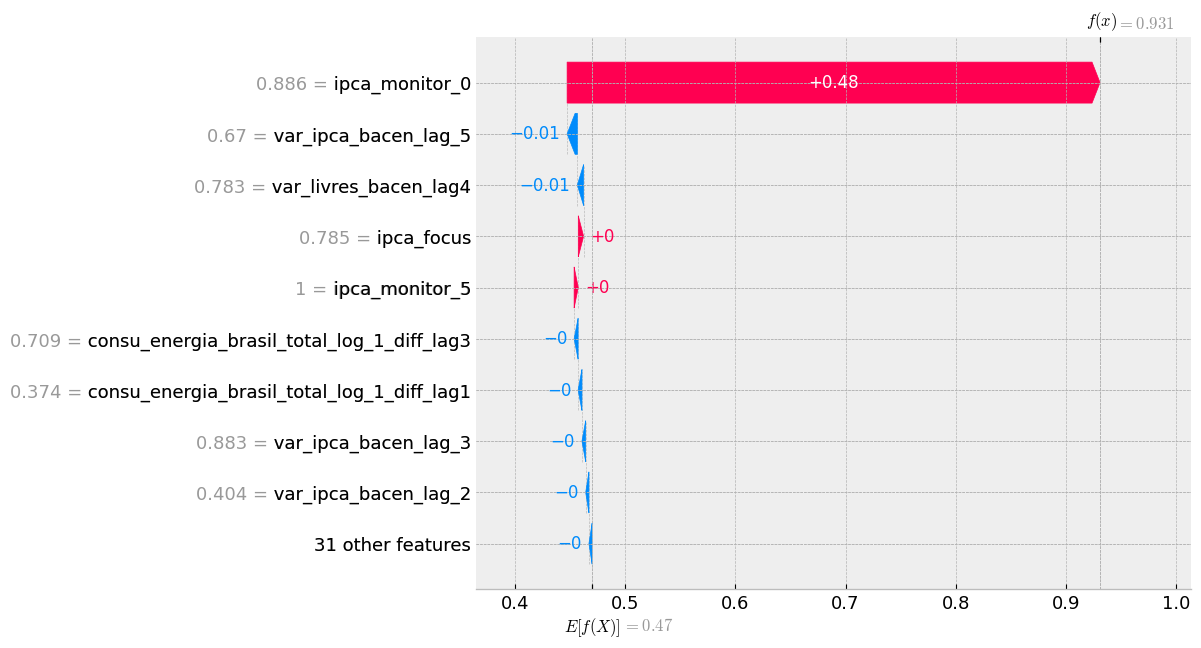 f(x) = 0.931
0.886 = ipca_monitor_0 +0.48
0.67 = var_ipca_bacen_lag_5 −0.01
0.783 = var_livres_bacen_lag4 −0.01
0.785 = ipca_focus +0
1 = ipca_monitor_5 +0
0.709 = consu_energia_brasil_total_log_1_diff_lag3 −0
0.374 = consu_energia_brasil_total_log_1_diff_lag1 −0
0.883 = var_ipca_bacen_lag_3 −0
0.404 = var_ipca_bacen_lag_2 −0
31 other features −0
0.4 0.5 0.6 0.7 0.8 0.9 1.0
E[f(X)] = 0.47